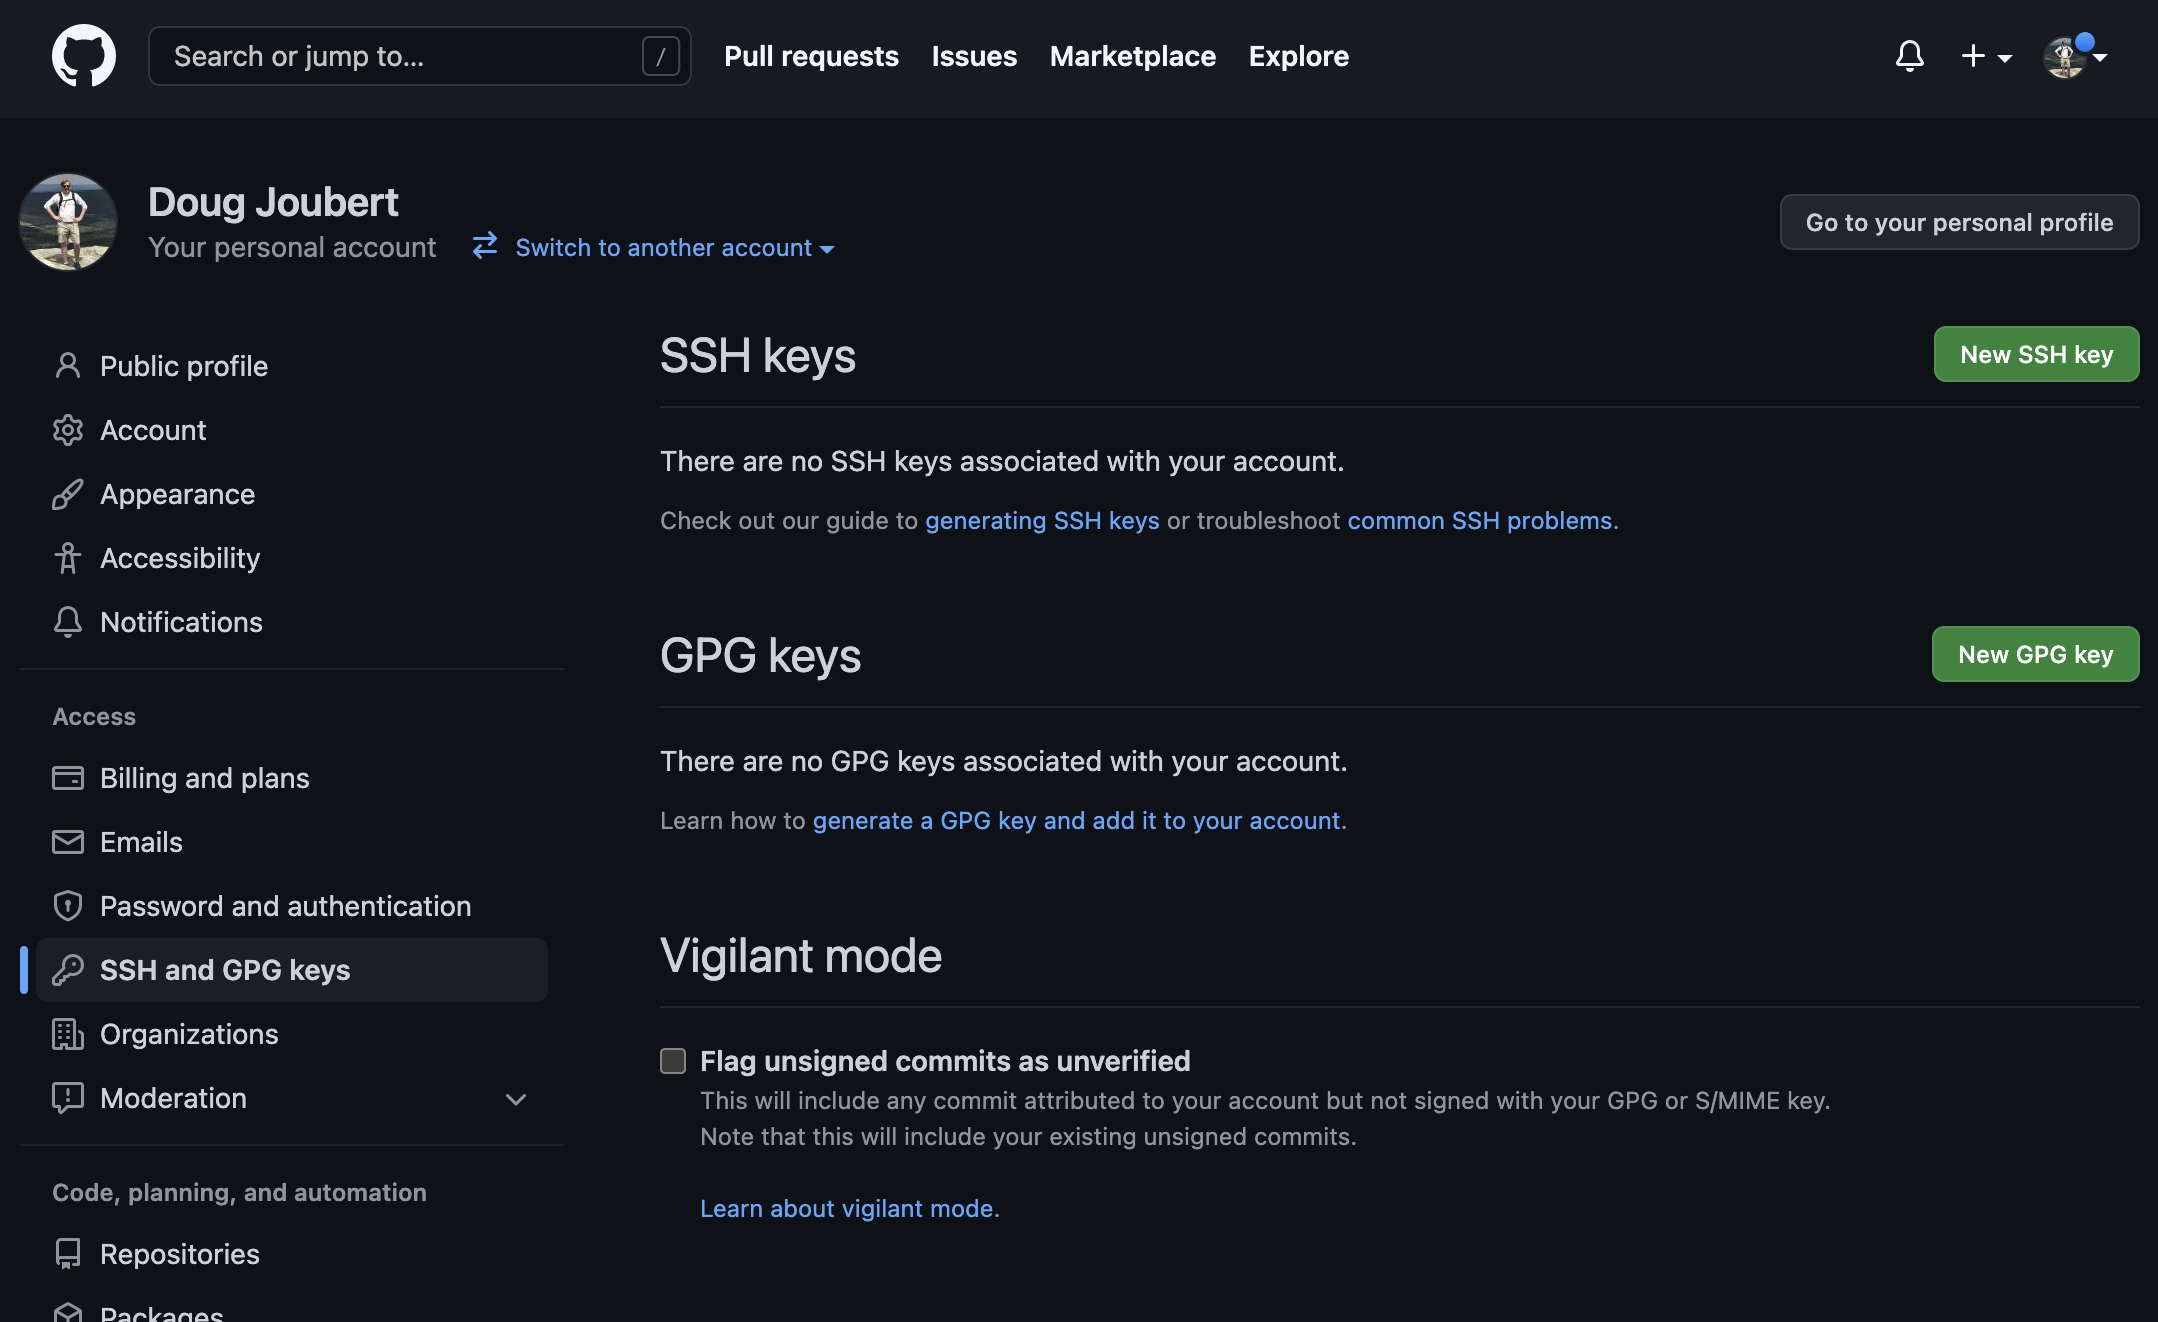 Search or jump to... /
Pull requests Issues Marketplace Explore
Doug Joubert
Your personal account Switch to another account
Go to your personal profile
Public profile
Account
Appearance
Accessibility
Notifications
Access
Billing and plans
Emails
Password and authentication
SSH and GPG keys
Organizations
Moderation
Code, planning, and automation
Repositories
Packages
SSH keys
New SSH key
There are no SSH keys associated with your account.
Check out our guide to generating SSH keys or troubleshoot common SSH problems.
GPG keys
New GPG key
There are no GPG keys associated with your account.
Learn how to generate a GPG key and add it to your account.
Vigilant mode
Flag unsigned commits as unverified
This will include any commit attributed to your account but not signed with your GPG or S/MIME key.
Note that this will include your existing unsigned commits.
Learn about vigilant mode.